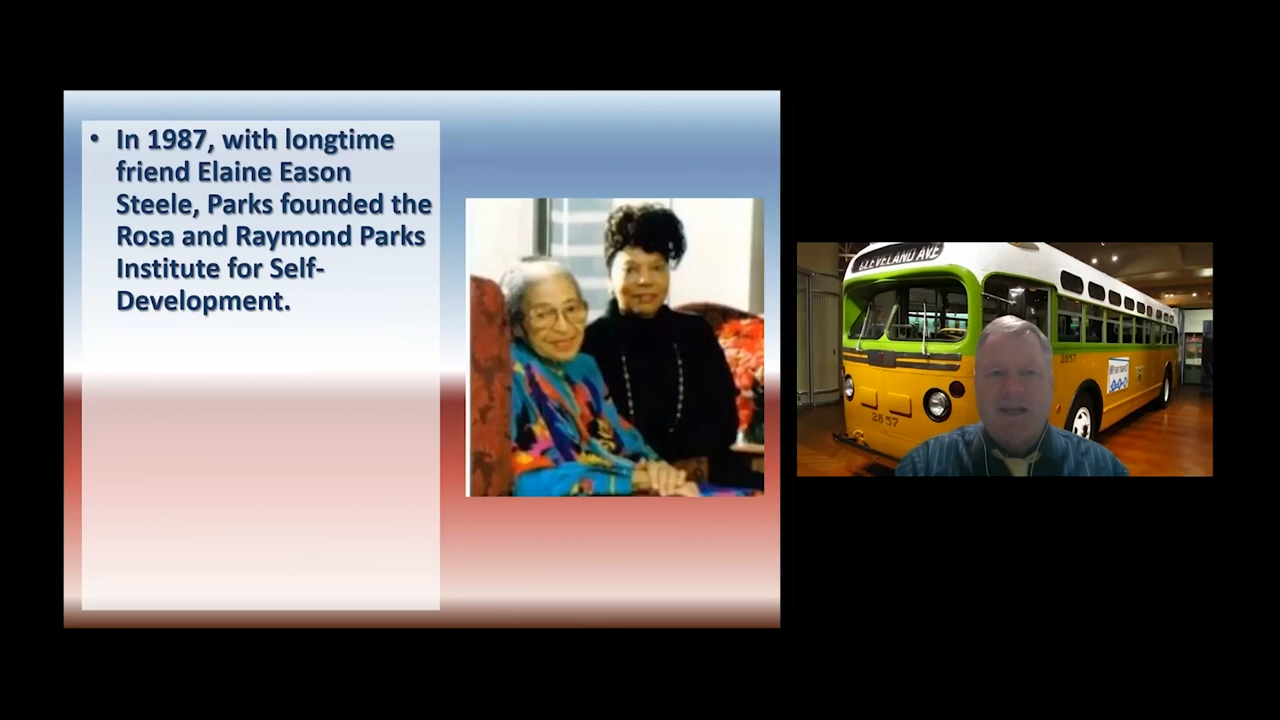 • In 1987, with longtime
friend Elaine Eason
Steele, Parks founded the
Rosa and Raymond Parks
Institute for Self-
Development.
CLEVELAND AVE
2857
2857